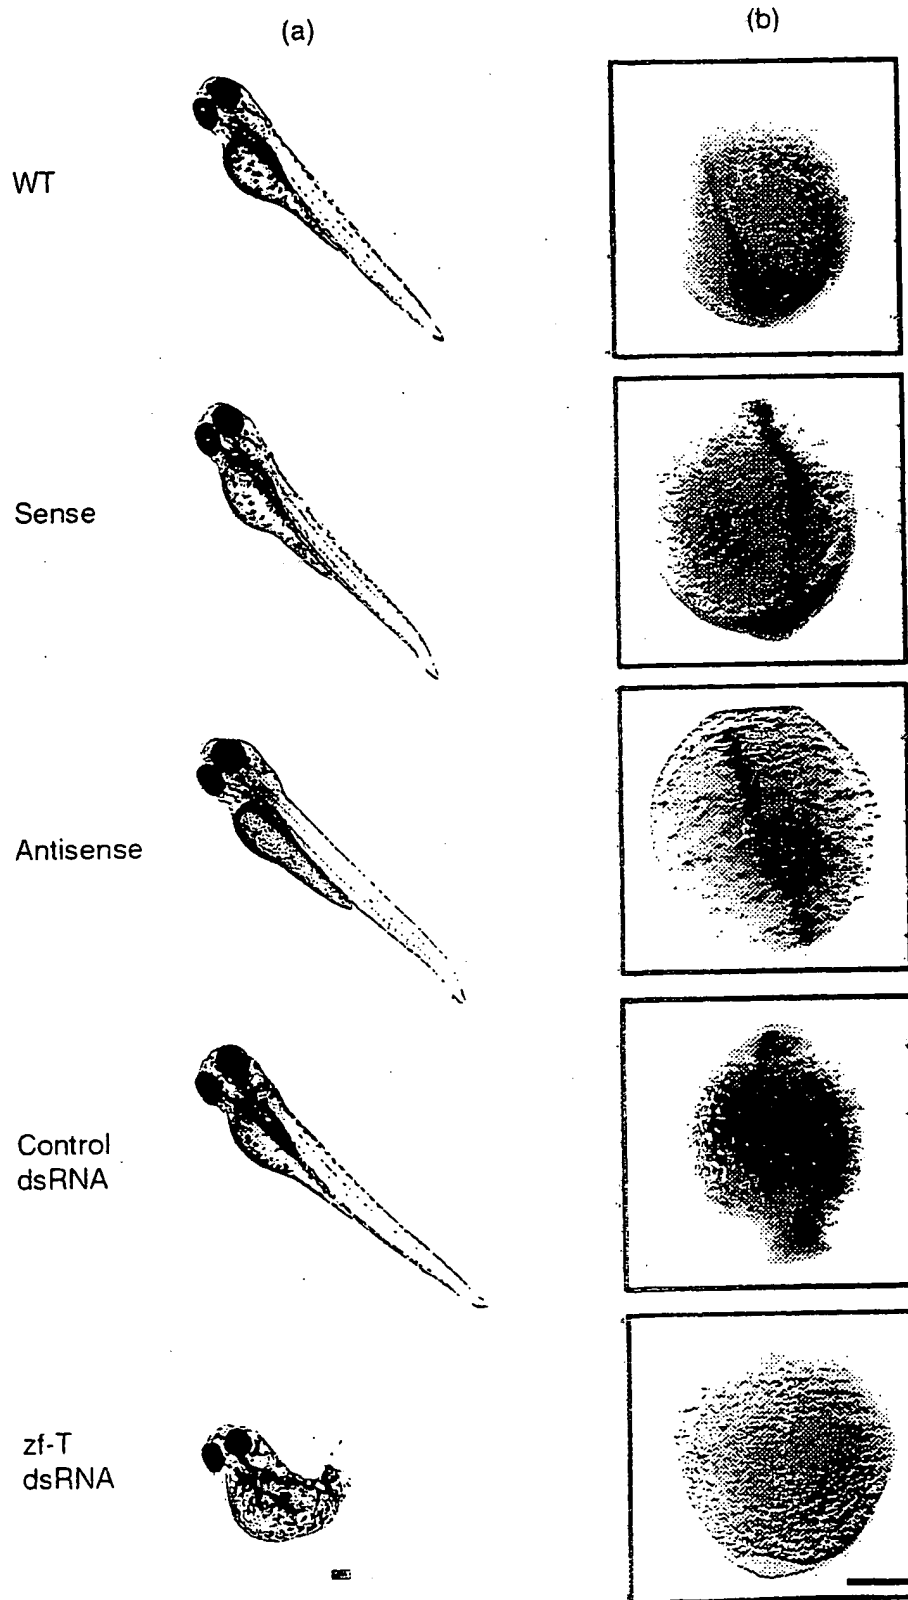 (a) (b)
WT
Sense
Antisense
Control
dsRNA
zf-T
dsRNA